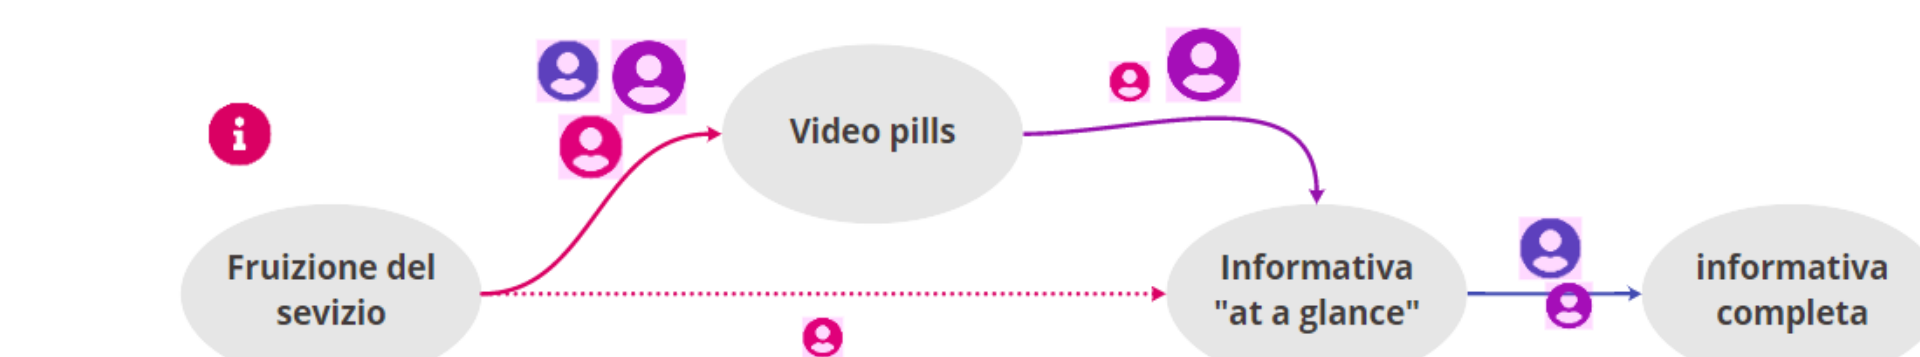 Video pills
Fruizione del
sevizio
Informativa
"at a glance"
informativa
completa